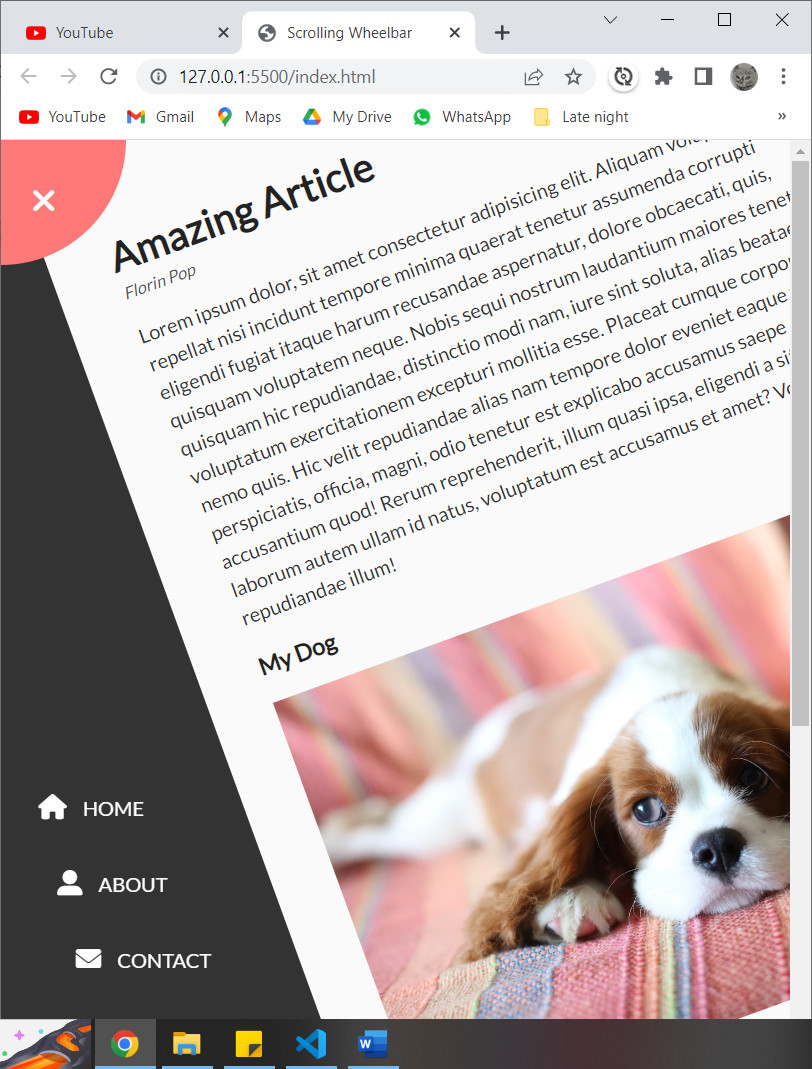 YouTube
Scrolling Wheelbar
127.0.0.1:5500/index.html
YouTube
Gmail
Maps
My Drive
WhatsApp
Late night
»
Amazing Article
Florin Pop
Lorem ipsum dolor, sit amet consectetur adipisicing elit. Aliquam
repellat nisi incidunt tempore minima quaerat tenetur assumenda corrupti
eligendi fugiat itaque harum recusandae aspernatur, dolore obcaecati, quis,
quisquam voluptatem neque. Nobis sequi nostrum laudantium maiores
quisquam hic repudiandae, distinctio modi nam, iure sint soluta, alias
voluptatum exercitationem excepturi mollitia esse. Placeat cumque
nemo quis. Hic velit repudiandae alias nam tempore dolor eveniet eaque
perspiciatis, officia, magni, odio tenetur est explicabo accusamus saepe
accusantium quod! Rerum reprehenderit, illum quasi ipsa, eligendi a
laborum autem ullam id natus, voluptatum est accusamus et amet?
repudiandae illum!
My Dog
HOME
ABOUT
CONTACT
W